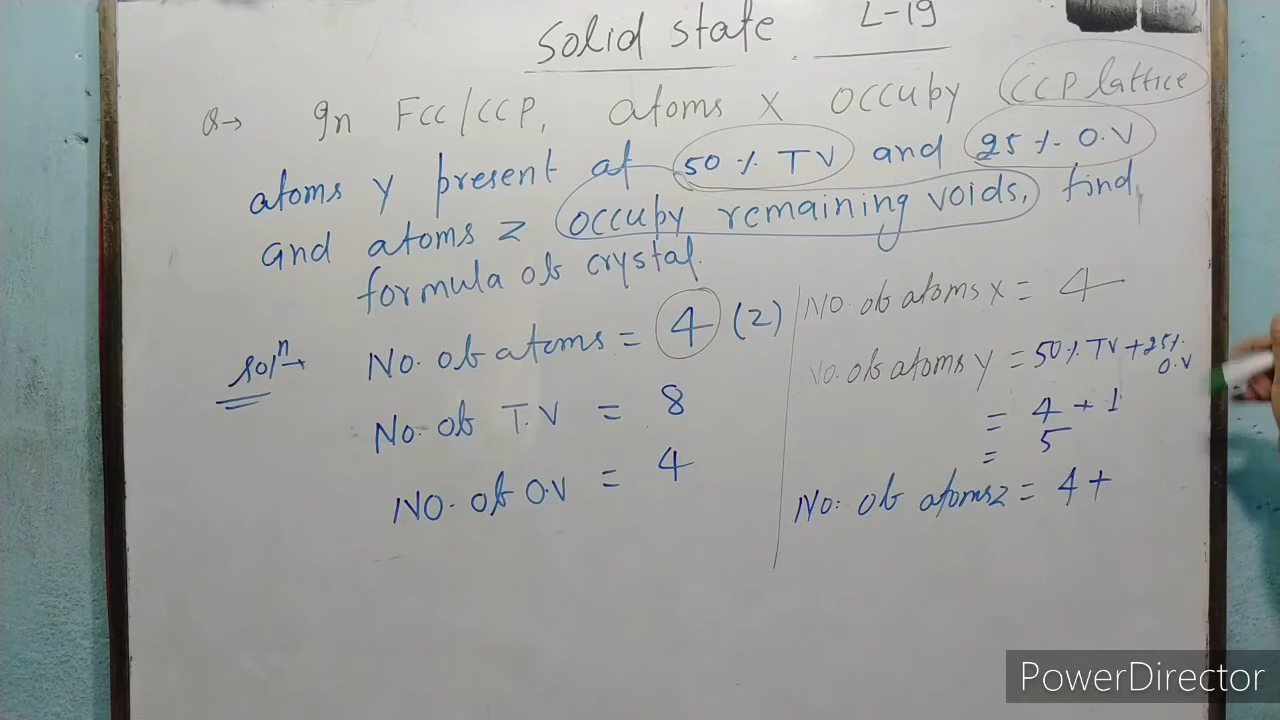 Solid state L-19
Q→ In FCC/CCP, atoms X occupy CCP lattice
atoms y present at 50 % TV and 25 % O.V
and atoms z occupy remaining voids, find
formula of crystal.
Solⁿ→ No. of atoms = 4 (Z)
No. of T.V = 8
NO. of O.V = 4
NO. of atoms x = 4
No. of atoms y = 50 % TV + 25 % O.V
= 4 + 1
= 5
No. of atoms z = 4 +
PowerDirector